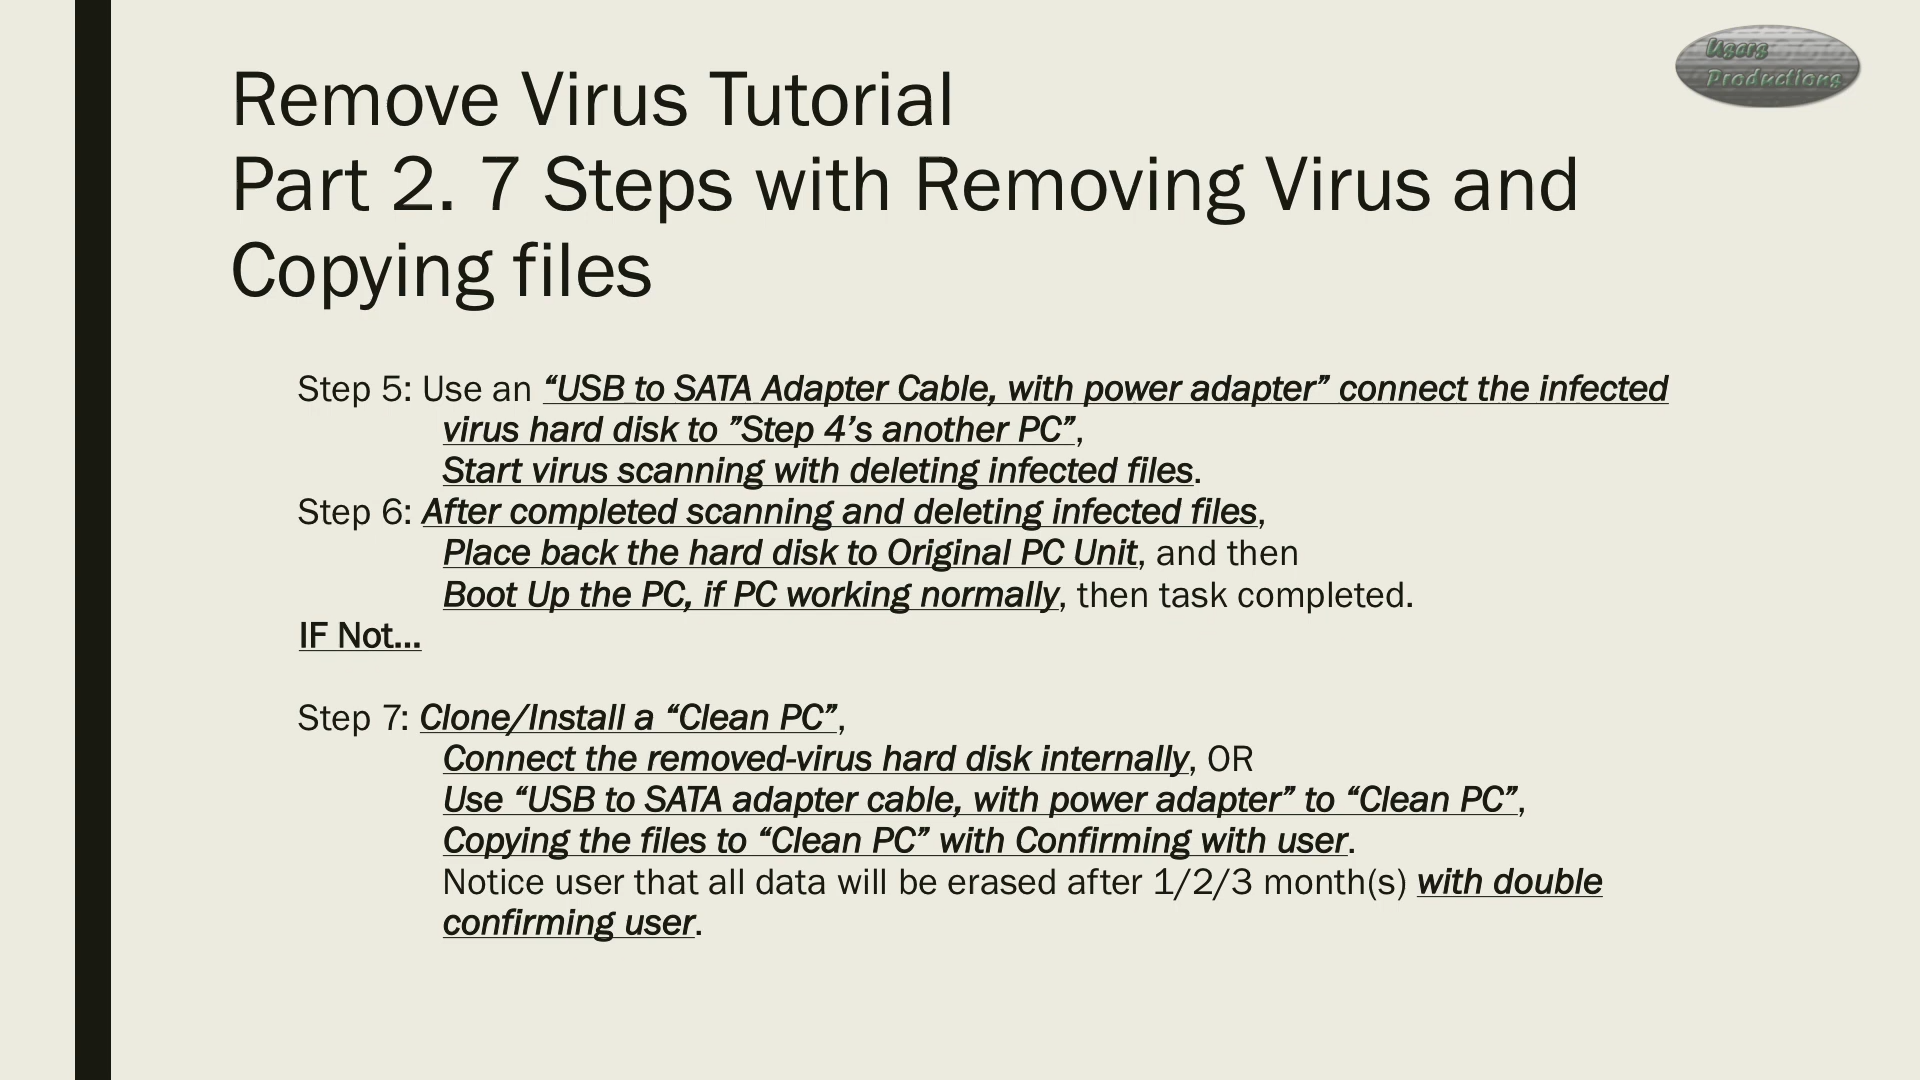 Users
Productions
Remove Virus Tutorial
Part 2. 7 Steps with Removing Virus and
Copying files
Step 5: Use an “USB to SATA Adapter Cable, with power adapter” connect the infected
virus hard disk to ”Step 4’s another PC”,
Start virus scanning with deleting infected files.
Step 6: After completed scanning and deleting infected files,
Place back the hard disk to Original PC Unit, and then
Boot Up the PC, if PC working normally, then task completed.
IF Not...
Step 7: Clone/Install a “Clean PC”,
Connect the removed-virus hard disk internally, OR
Use “USB to SATA adapter cable, with power adapter” to “Clean PC”,
Copying the files to “Clean PC” with Confirming with user.
Notice user that all data will be erased after 1/2/3 month(s) with double
confirming user.